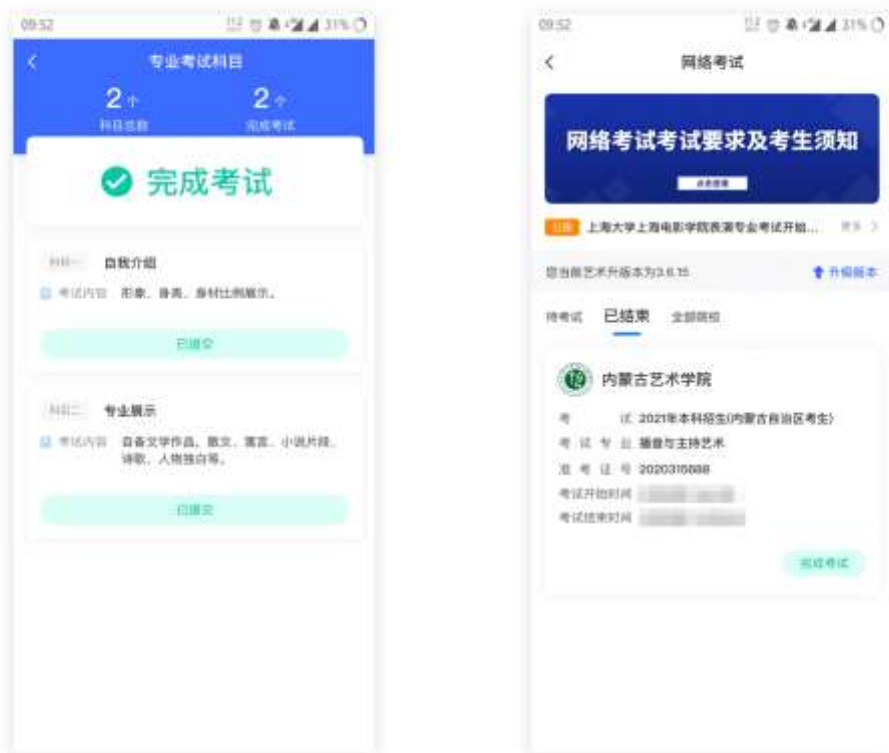 09:52
31%
专业考试科目
2个
2个
科目总数
完成考试
完成考试
科目一
自我介绍
考试内容 形象、身高、身材比例展示。
已提交
科目二
专业展示
考试内容 自备文学作品、散文、寓言、小说片段、
诗歌、人物独白等。
已提交
09:52
31%
网络考试
网络考试考试要求及考生须知
点击查看
上海大学上海电影学院表演专业考试开始...
更多
您当前艺术升版本为3.6.15
升级版本
待考试
已结束
全部院校
内蒙古艺术学院
考试 2021年本科招生(内蒙古自治区考生)
考试专业 播音与主持艺术
准考证号 2020315888
考试开始时间
考试结束时间
完成考试